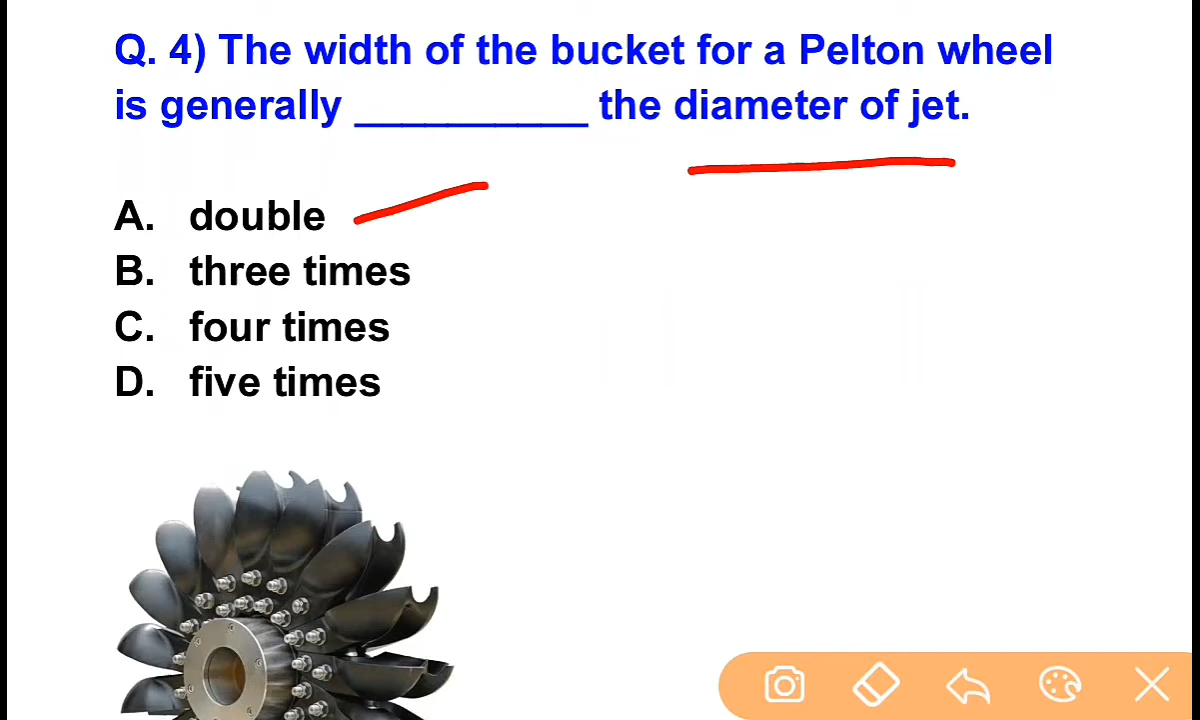 Q. 4) The width of the bucket for a Pelton wheel
is generally __________ the diameter of jet.
A. double
B. three times
C. four times
D. five times